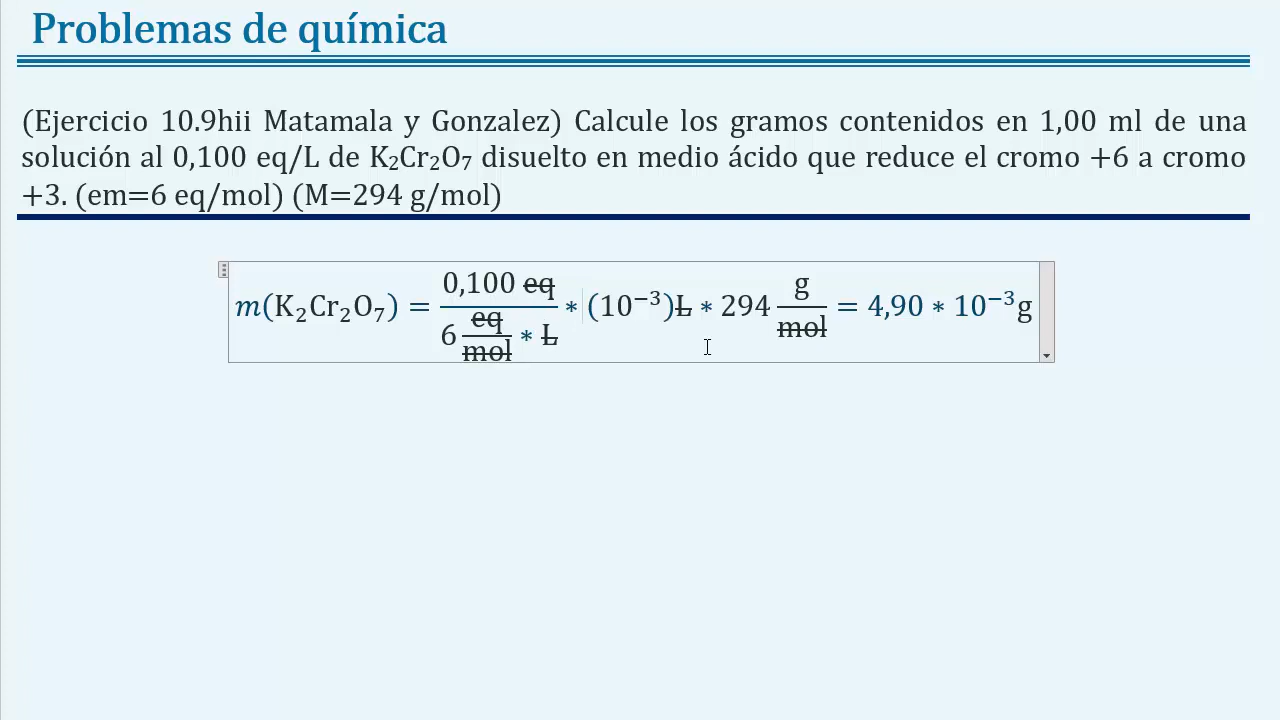 Problemas de química
(Ejercicio 10.9hii Matamala y Gonzalez) Calcule los gramos contenidos en 1,00 ml de una
solución al 0,100 eq/L de K₂Cr₂O₇ disuelto en medio ácido que reduce el cromo +6 a cromo
+3. (em=6 eq/mol) (M=294 g/mol)
m(K₂Cr₂O₇) = 0,100 eq / (6 eq/mol * L) * (10⁻³)L * 294 g/mol = 4,90 * 10⁻³g